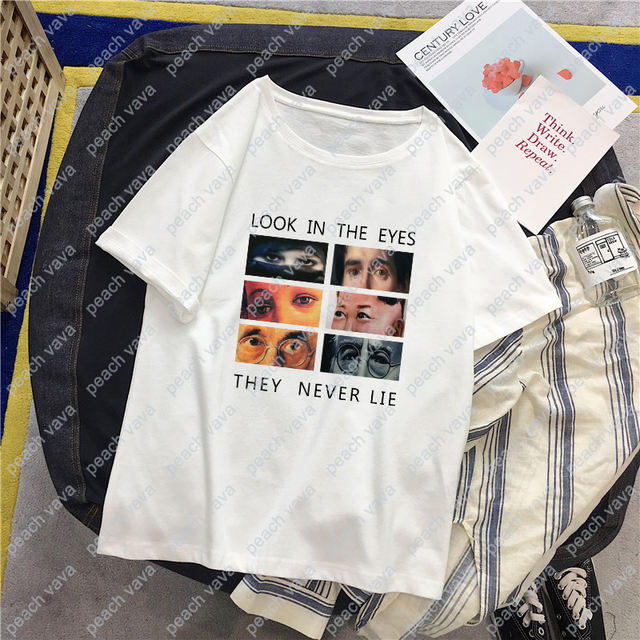 CENTURY LOVE
Think.
Write.
Draw.
Repeat.
LOOK IN THE EYES
THEY NEVER LIE
peach vava